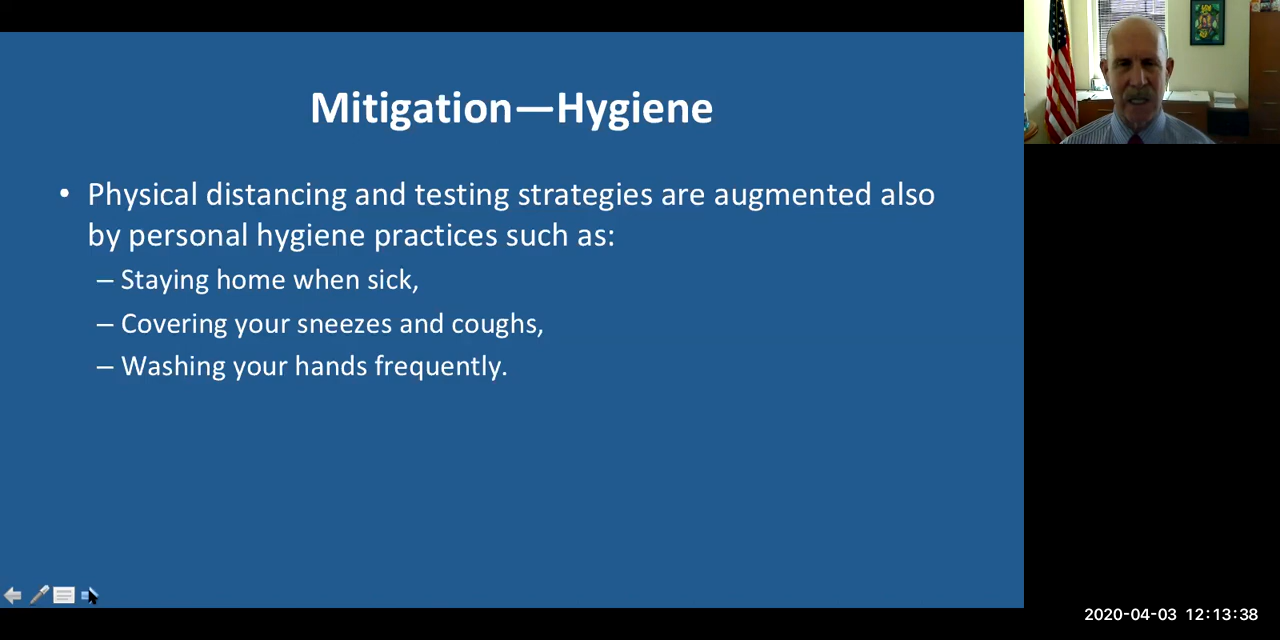 Mitigation—Hygiene
• Physical distancing and testing strategies are augmented also
by personal hygiene practices such as:
– Staying home when sick,
– Covering your sneezes and coughs,
– Washing your hands frequently.
2020-04-03 12:13:38